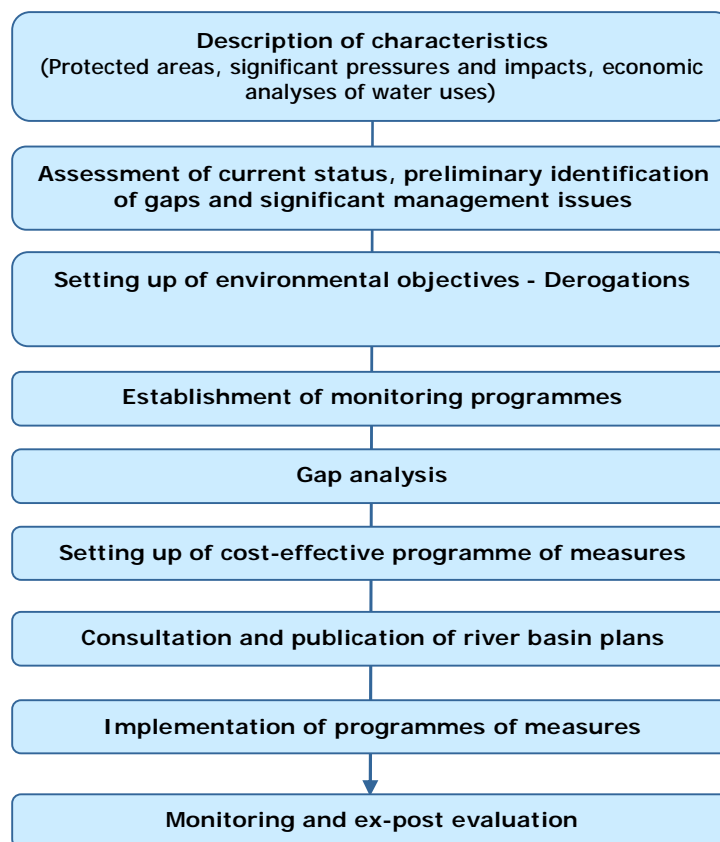 Description of characteristics
(Protected areas, significant pressures and impacts, economic
analyses of water uses)
Assessment of current status, preliminary identification
of gaps and significant management issues
Setting up of environmental objectives - Derogations
Establishment of monitoring programmes
Gap analysis
Setting up of cost-effective programme of measures
Consultation and publication of river basin plans
Implementation of programmes of measures
Monitoring and ex-post evaluation